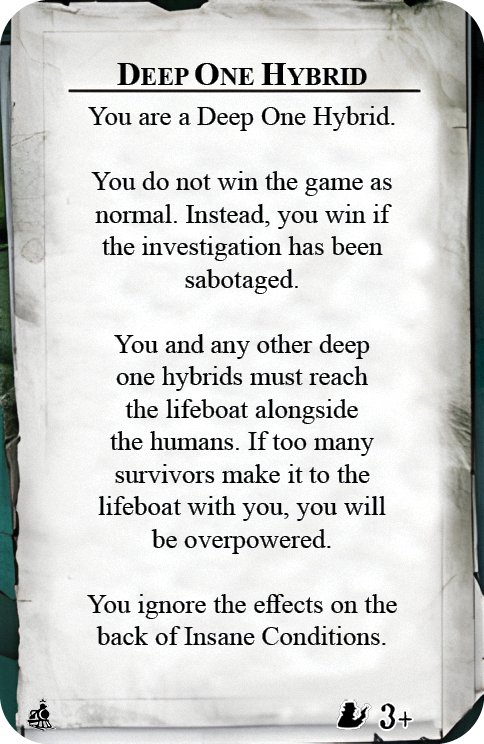 DEEP ONE HYBRID
You are a Deep One Hybrid.
You do not win the game as
normal. Instead, you win if
the investigation has been
sabotaged.
You and any other deep
one hybrids must reach
the lifeboat alongside
the humans. If too many
survivors make it to the
lifeboat with you, you will
be overpowered.
You ignore the effects on the
back of Insane Conditions.
3+